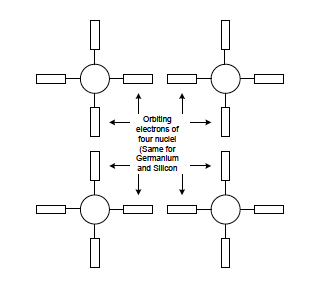 Orbiting
electrons of
four nuclei
(Same for
Germanium
and Silicon